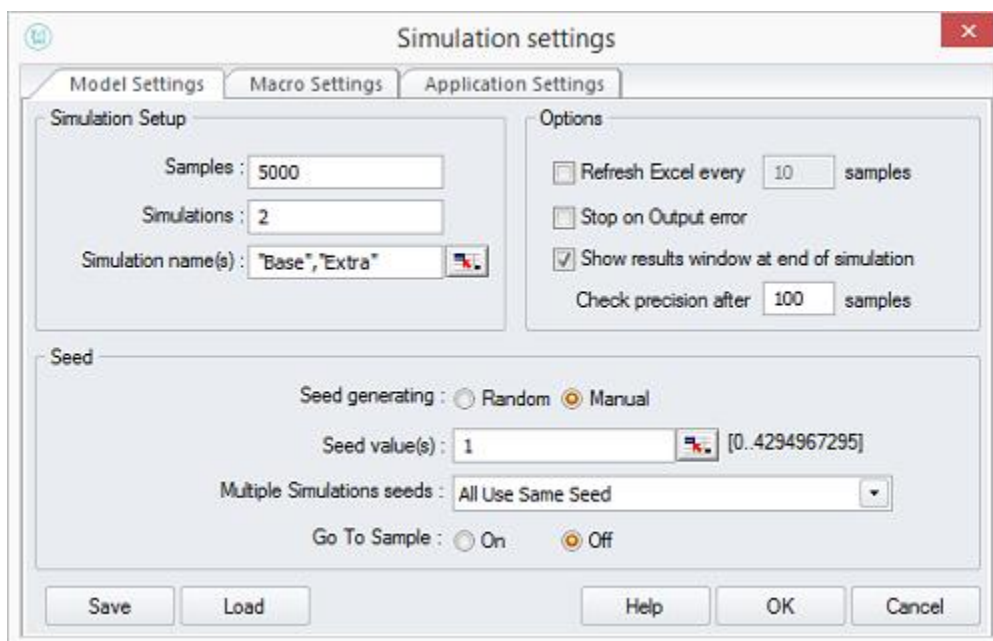 Simulation settings
Model Settings Macro Settings Application Settings
Simulation Setup
Samples : 5000
Simulations : 2
Simulation name(s) : "Base","Extra"
Options
Refresh Excel every 10 samples
Stop on Output error
Show results window at end of simulation
Check precision after 100 samples
Seed
Seed generating : Random Manual
Seed value(s) : 1 [0..4294967295]
Multiple Simulations seeds : All Use Same Seed
Go To Sample : On Off
Save Load Help OK Cancel